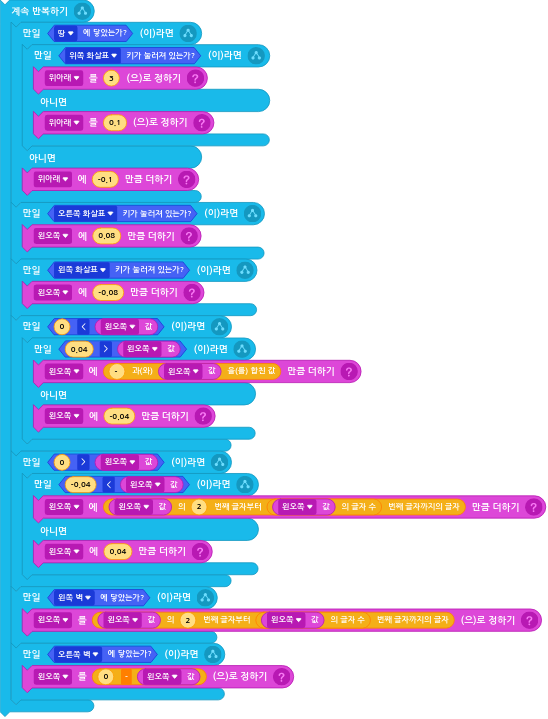 계속 반복하기
만일 땅 에 닿았는가? (이)라면
만일 위쪽 화살표 키가 눌러져 있는가? (이)라면
위아래 를 3 (으)로 정하기 ?
아니면
위아래 를 0.1 (으)로 정하기 ?
아니면
위아래 에 -0.1 만큼 더하기 ?
만일 오른쪽 화살표 키가 눌러져 있는가? (이)라면
왼오쪽 에 0.08 만큼 더하기 ?
만일 왼쪽 화살표 키가 눌러져 있는가? (이)라면
왼오쪽 에 -0.08 만큼 더하기 ?
만일 0 < 왼오쪽 값 (이)라면
만일 0.04 > 왼오쪽 값 (이)라면
왼오쪽 에 - 과(와) 왼오쪽 값 을(를) 합친 값 만큼 더하기 ?
아니면
왼오쪽 에 -0.04 만큼 더하기 ?
만일 0 > 왼오쪽 값 (이)라면
만일 -0.04 < 왼오쪽 값 (이)라면
왼오쪽 에 왼오쪽 값 의 2 번째 글자부터 왼오쪽 값 의 글자 수 번째 글자까지의 글자 만큼 더하기 ?
아니면
왼오쪽 에 0.04 만큼 더하기 ?
만일 왼쪽 벽 에 닿았는가? (이)라면
왼오쪽 를 왼오쪽 값 의 2 번째 글자부터 왼오쪽 값 의 글자 수 번째 글자까지의 글자 (으)로 정하기 ?
만일 오른쪽 벽 에 닿았는가? (이)라면
왼오쪽 를 0 - 왼오쪽 값 (으)로 정하기 ?